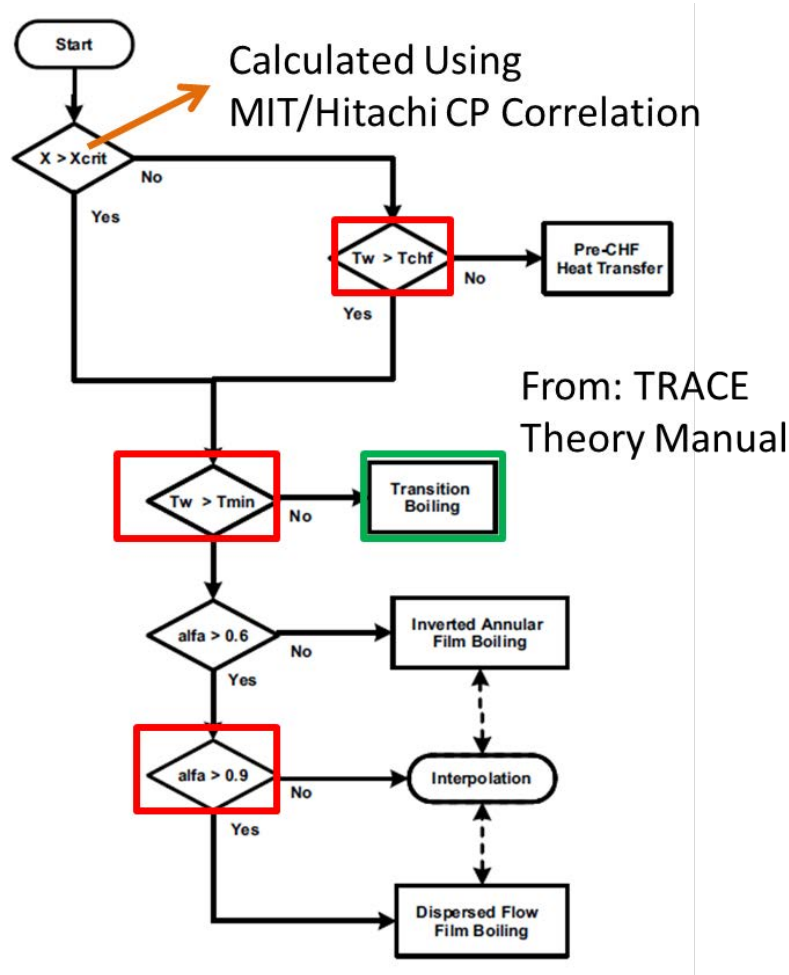 Start
Calculated Using
MIT/Hitachi CP Correlation
X > Xcrit
No
Yes
Tw > Tchf
No
Yes
Pre-CHF
Heat Transfer
From: TRACE
Theory Manual
Tw > Tmin
No
Transition
Boiling
alfa > 0.6
No
Yes
Inverted Annular
Film Boiling
alfa > 0.9
No
Yes
Interpolation
Dispersed Flow
Film Boiling